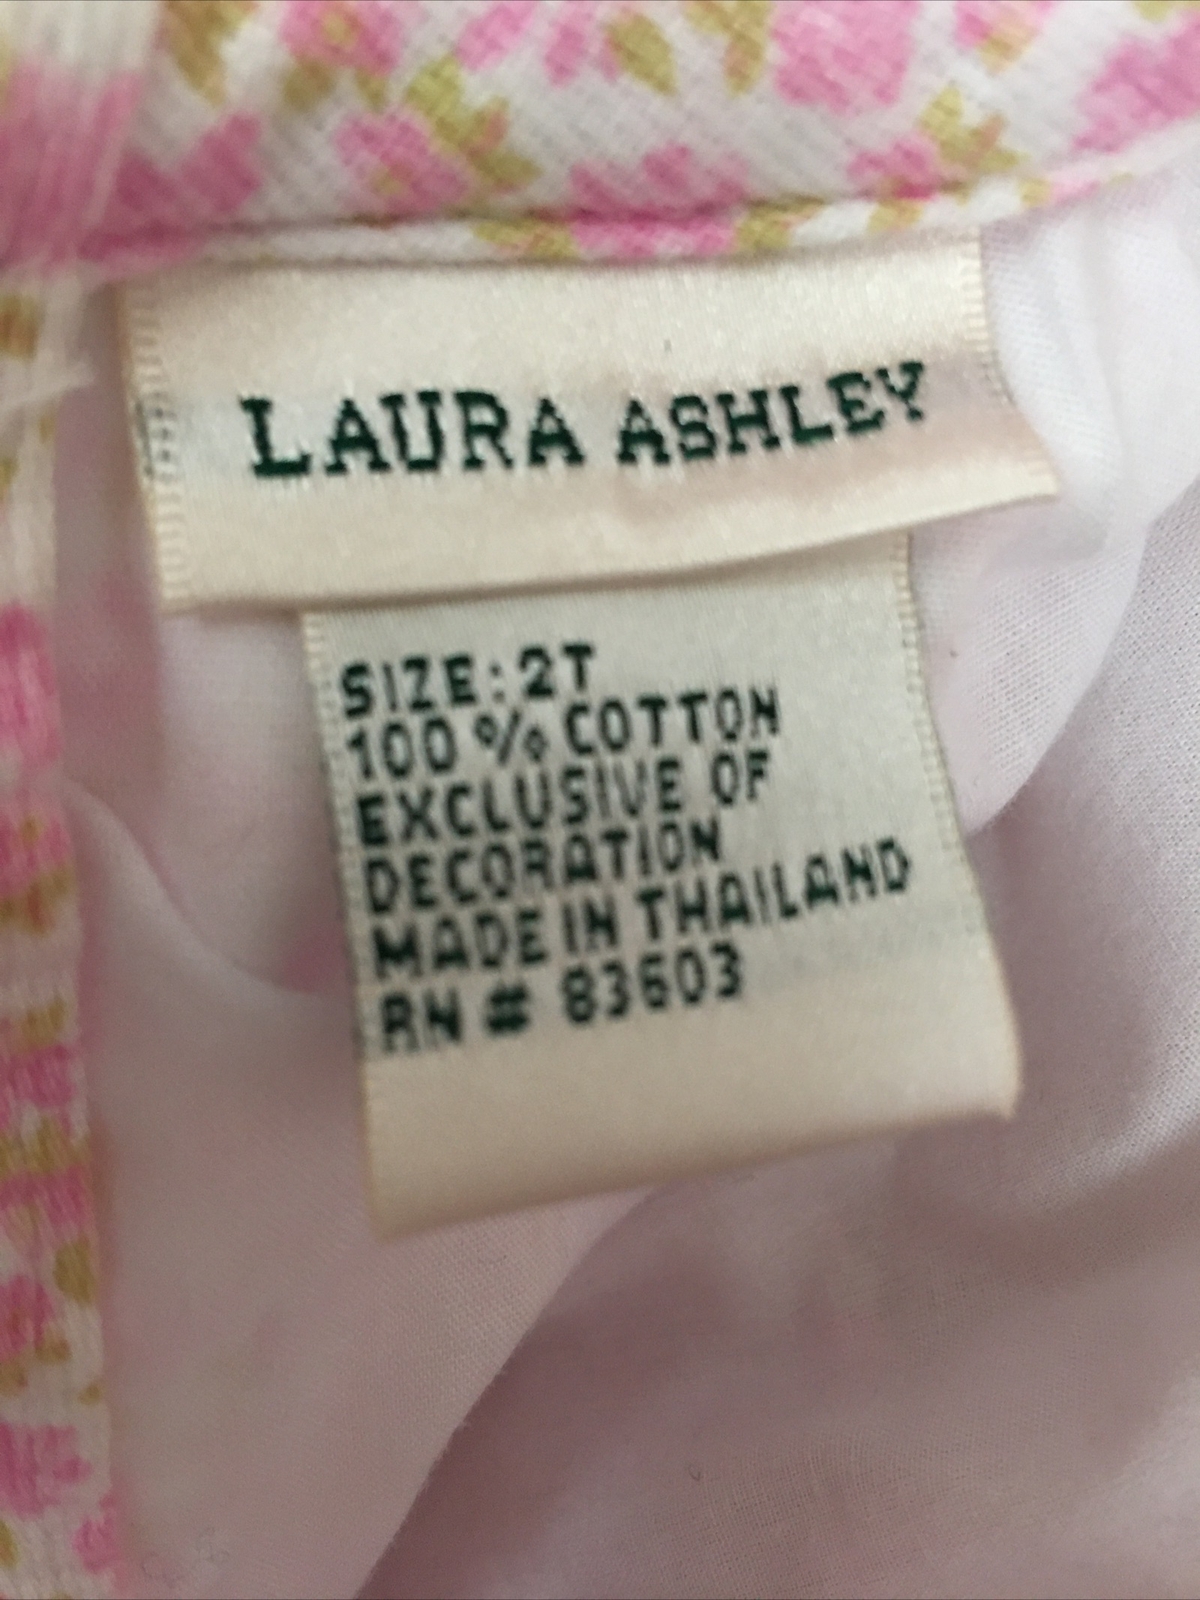 LAURA ASHLEY
SIZE: 2T
100 % COTTON
EXCLUSIVE OF
DECORATION
MADE IN THAILAND
RN # 83603